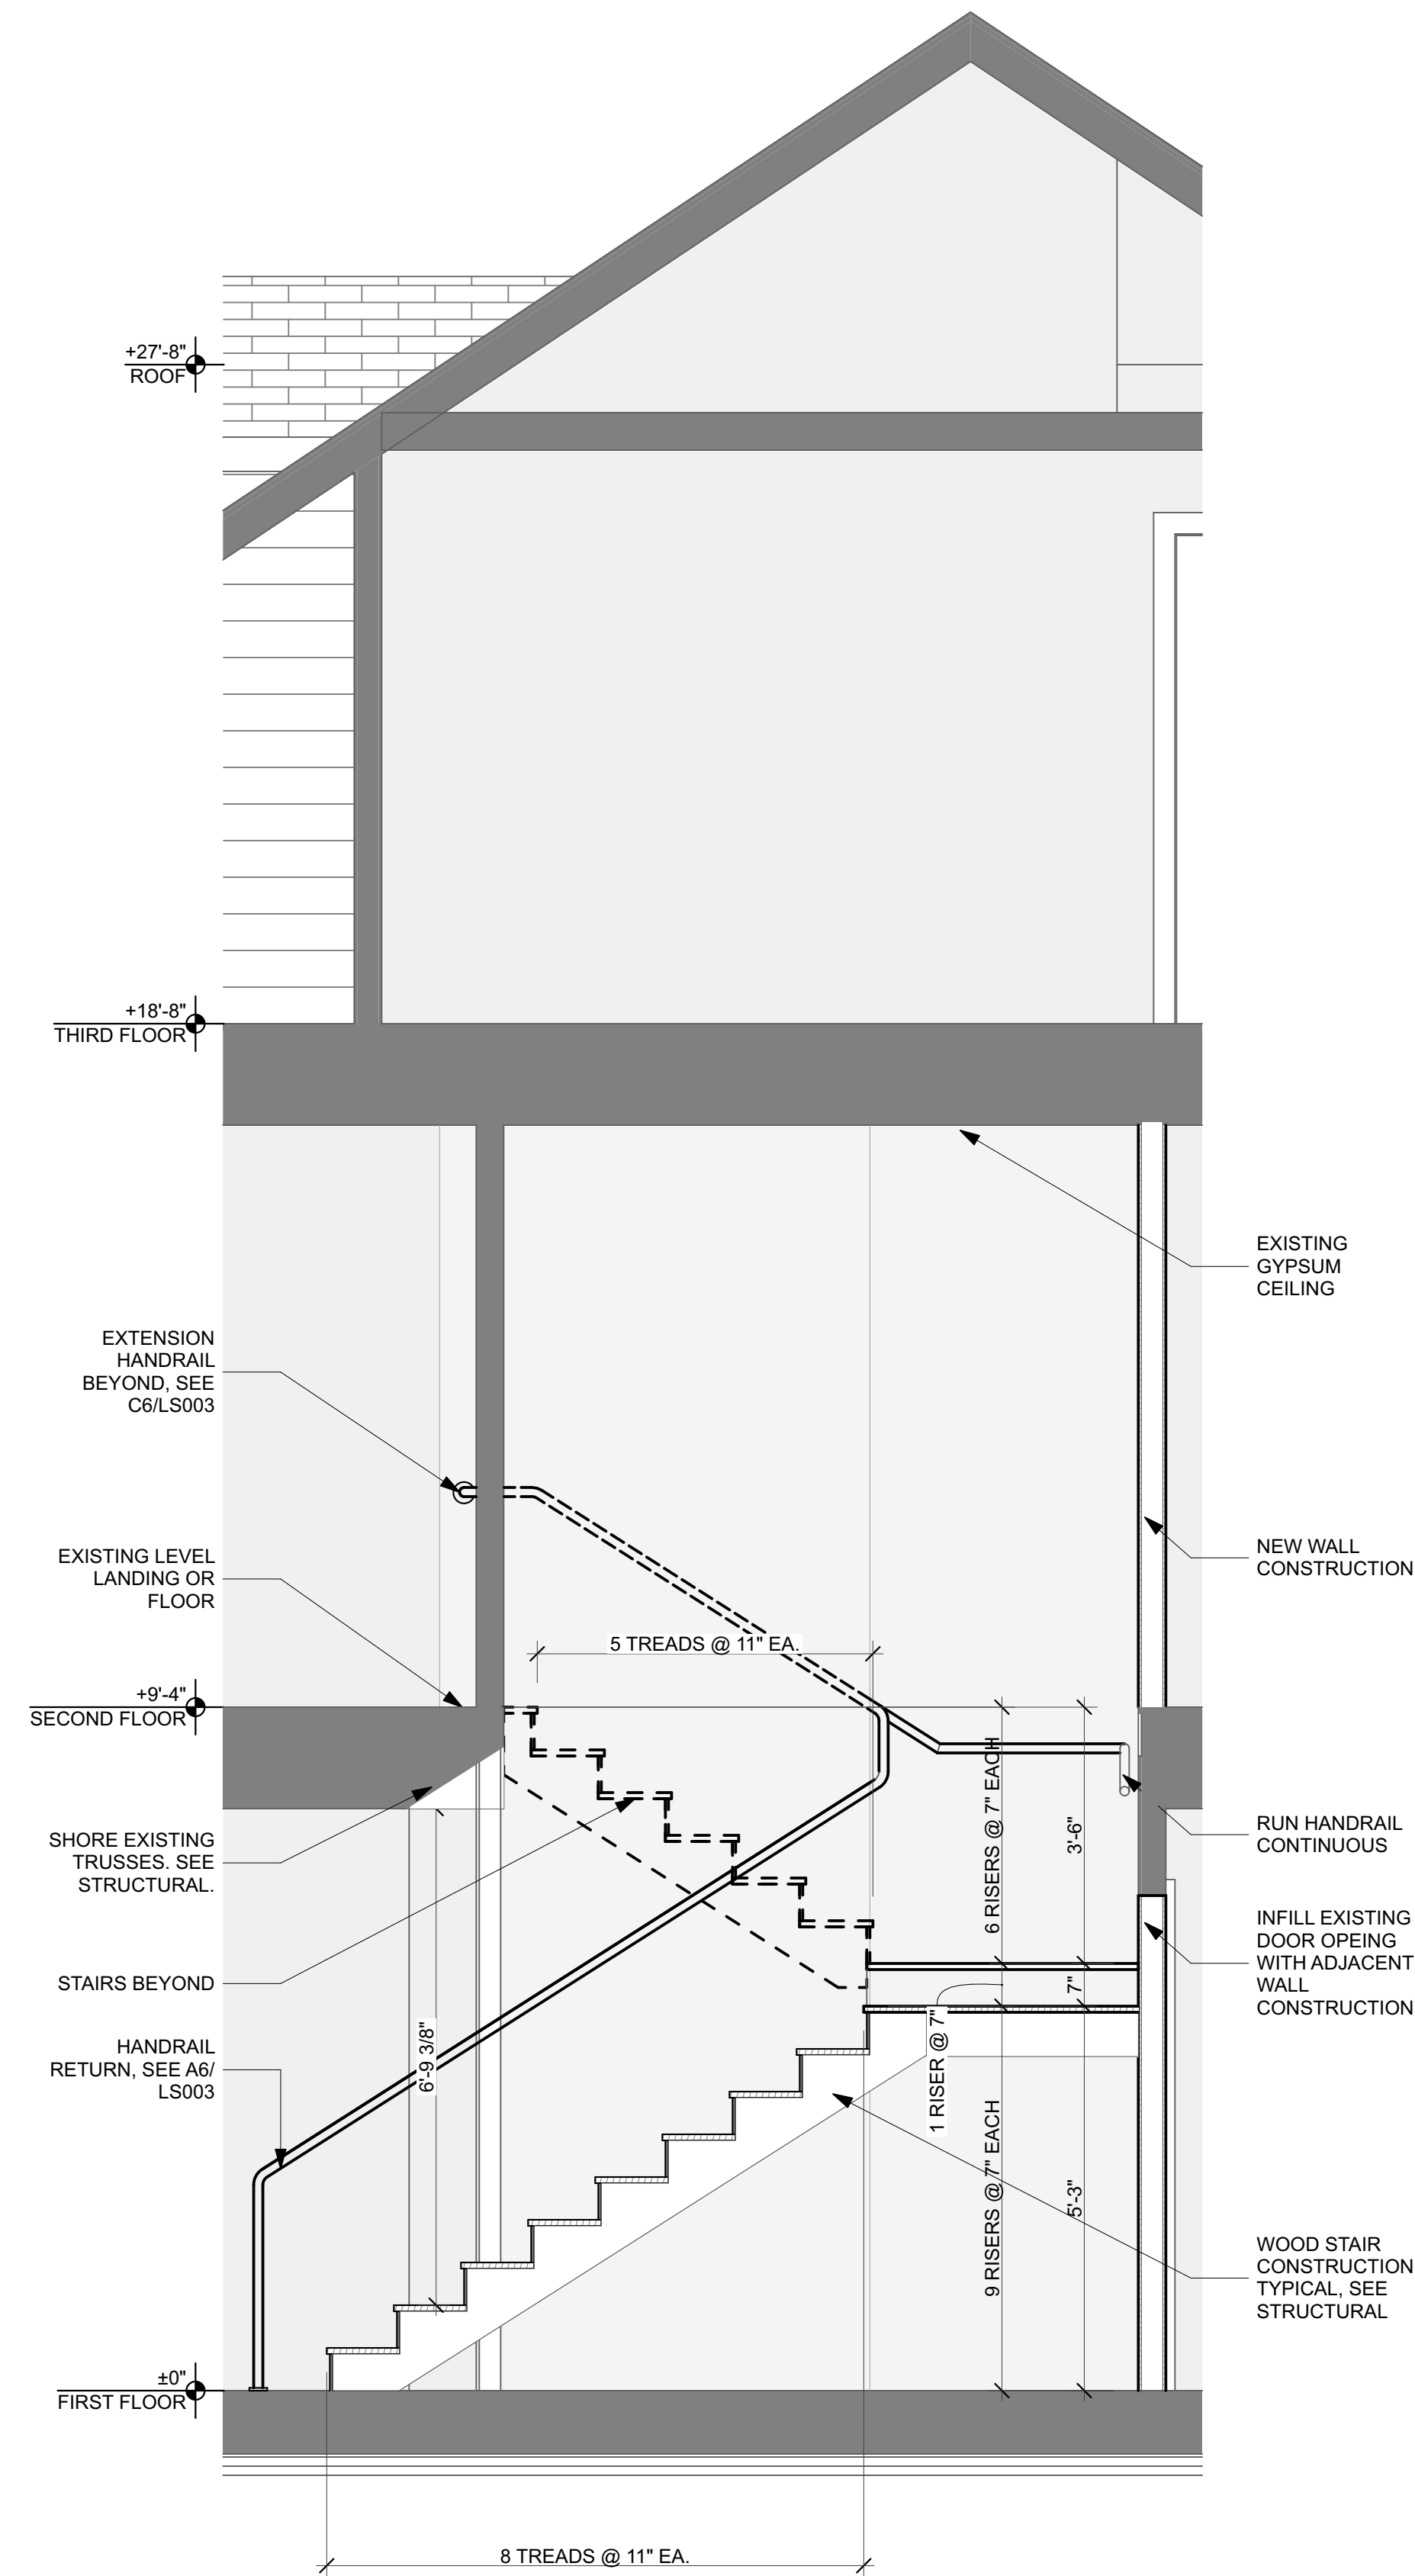 +27'-8"
ROOF
+18'-8"
THIRD FLOOR
EXISTING
GYPSUM
CEILING
EXTENSION
HANDRAIL
BEYOND, SEE
C6/LS003
EXISTING LEVEL
LANDING OR
FLOOR
NEW WALL
CONSTRUCTION
5 TREADS @ 11" EA.
+9'-4"
SECOND FLOOR
6 RISERS @ 7" EACH
3'-6"
RUN HANDRAIL
CONTINUOUS
SHORE EXISTING
TRUSSES. SEE
STRUCTURAL.
INFILL EXISTING
DOOR OPEING
WITH ADJACENT
WALL
CONSTRUCTION
STAIRS BEYOND
7"
1 RISER @ 7"
HANDRAIL
RETURN, SEE A6/
LS003
6'-9 3/8"
9 RISERS @ 7" EACH
5'-3"
WOOD STAIR
CONSTRUCTION
TYPICAL, SEE
STRUCTURAL
±0"
FIRST FLOOR
8 TREADS @ 11" EA.